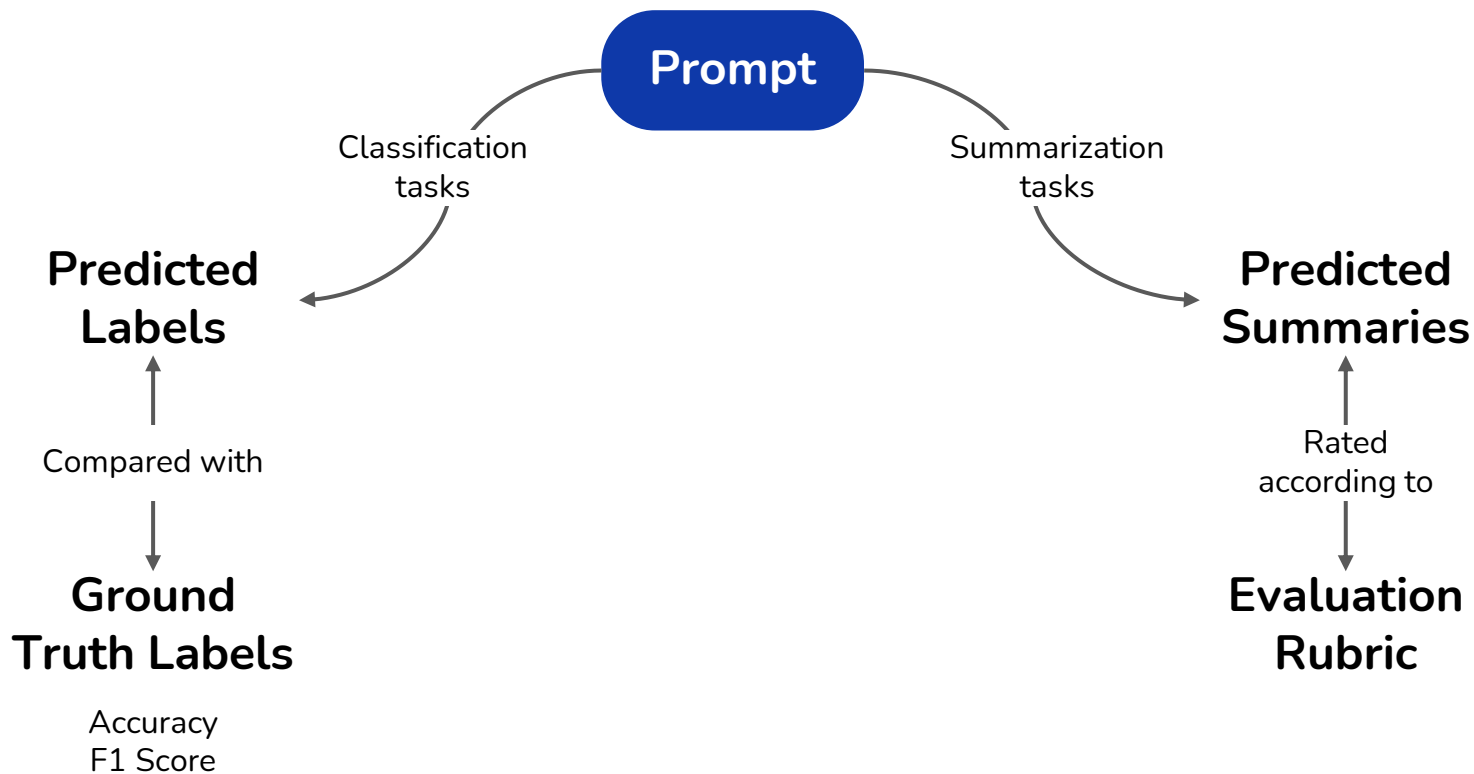 Prompt
Classification
tasks
Summarization
tasks
Predicted
Labels
Predicted
Summaries
Compared with
Rated
according to
Ground
Truth Labels
Evaluation
Rubric
Accuracy
F1 Score